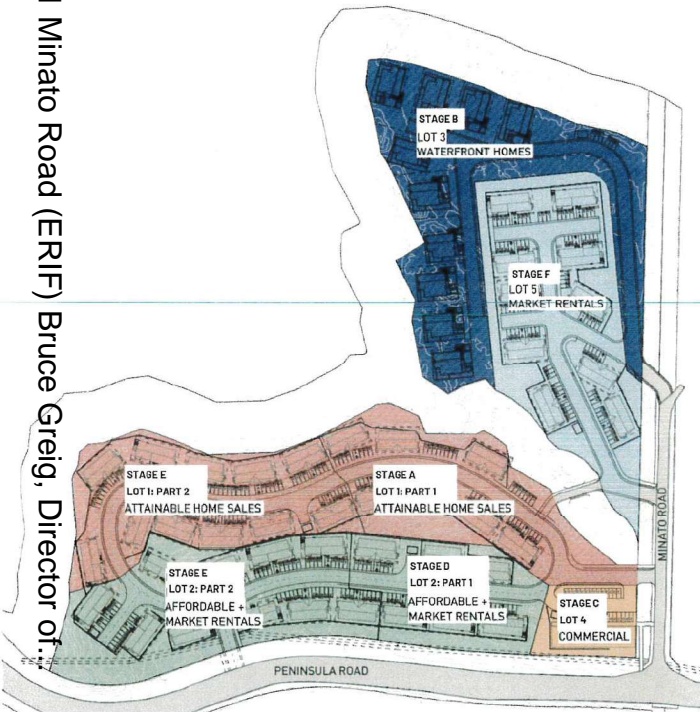 Minato Road (ERIF) Bruce Greig, Director of...
STAGE B
LOT 3
WATERFRONT HOMES
STAGE F
LOT 5
MARKET RENTALS
STAGE E
LOT 1: PART 2
ATTAINABLE HOME SALES
STAGE A
LOT 1: PART 1
ATTAINABLE HOME SALES
STAGE E
LOT 2: PART 2
AFFORDABLE +
MARKET RENTALS
STAGE D
LOT 2: PART 1
AFFORDABLE +
MARKET RENTALS
STAGE C
LOT 4
COMMERCIAL
MINATO ROAD
PENINSULA ROAD